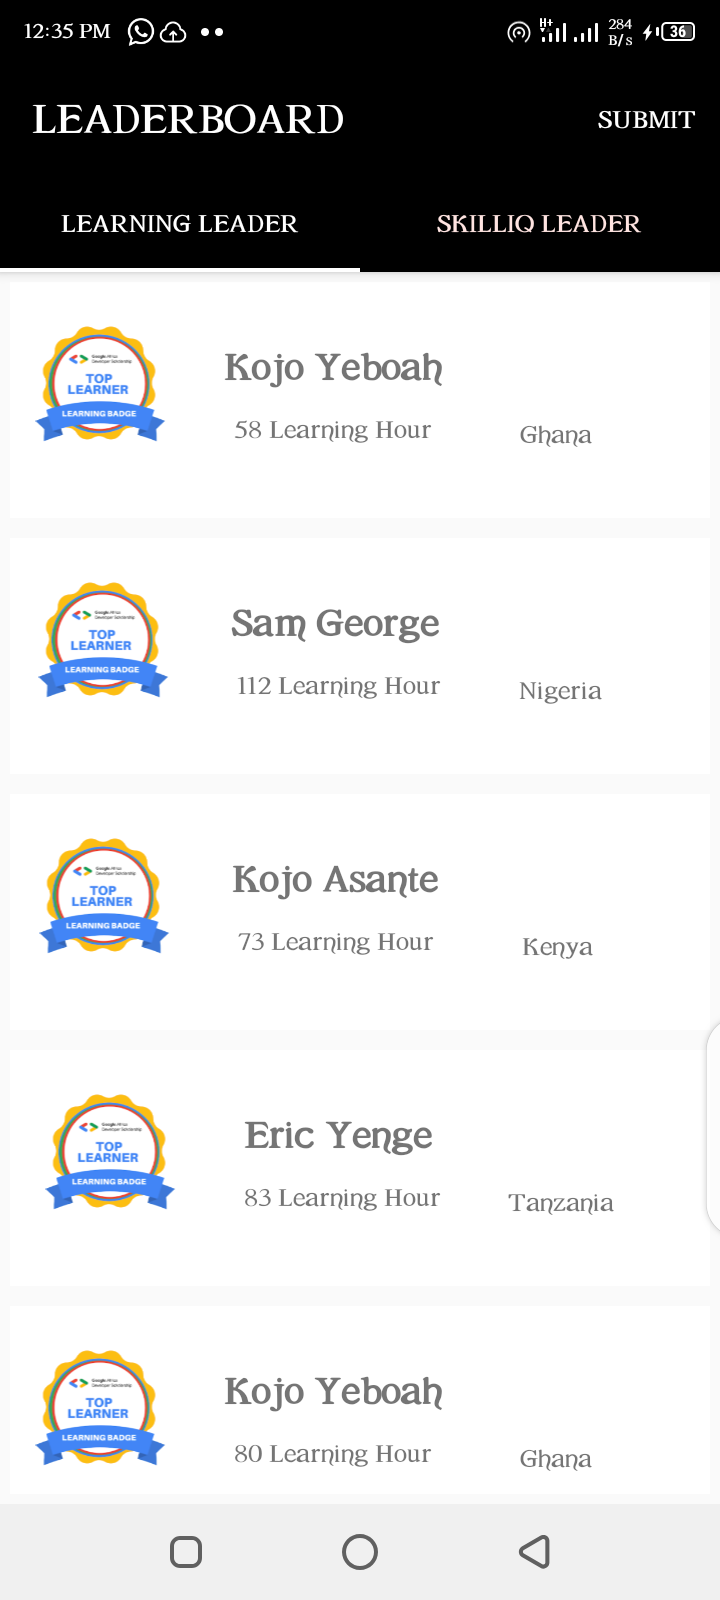 12:35 PM
H+
284
B/s
36
LEADERBOARD
SUBMIT
LEARNING LEADER
SKILLIQ LEADER
TOP
LEARNER
LEARNING BADGE
Kojo Yeboah
58 Learning Hour
Ghana
TOP
LEARNER
LEARNING BADGE
Sam George
112 Learning Hour
Nigeria
TOP
LEARNER
LEARNING BADGE
Kojo Asante
73 Learning Hour
Kenya
TOP
LEARNER
LEARNING BADGE
Eric Yenge
83 Learning Hour
Tanzania
TOP
LEARNER
LEARNING BADGE
Kojo Yeboah
80 Learning Hour
Ghana